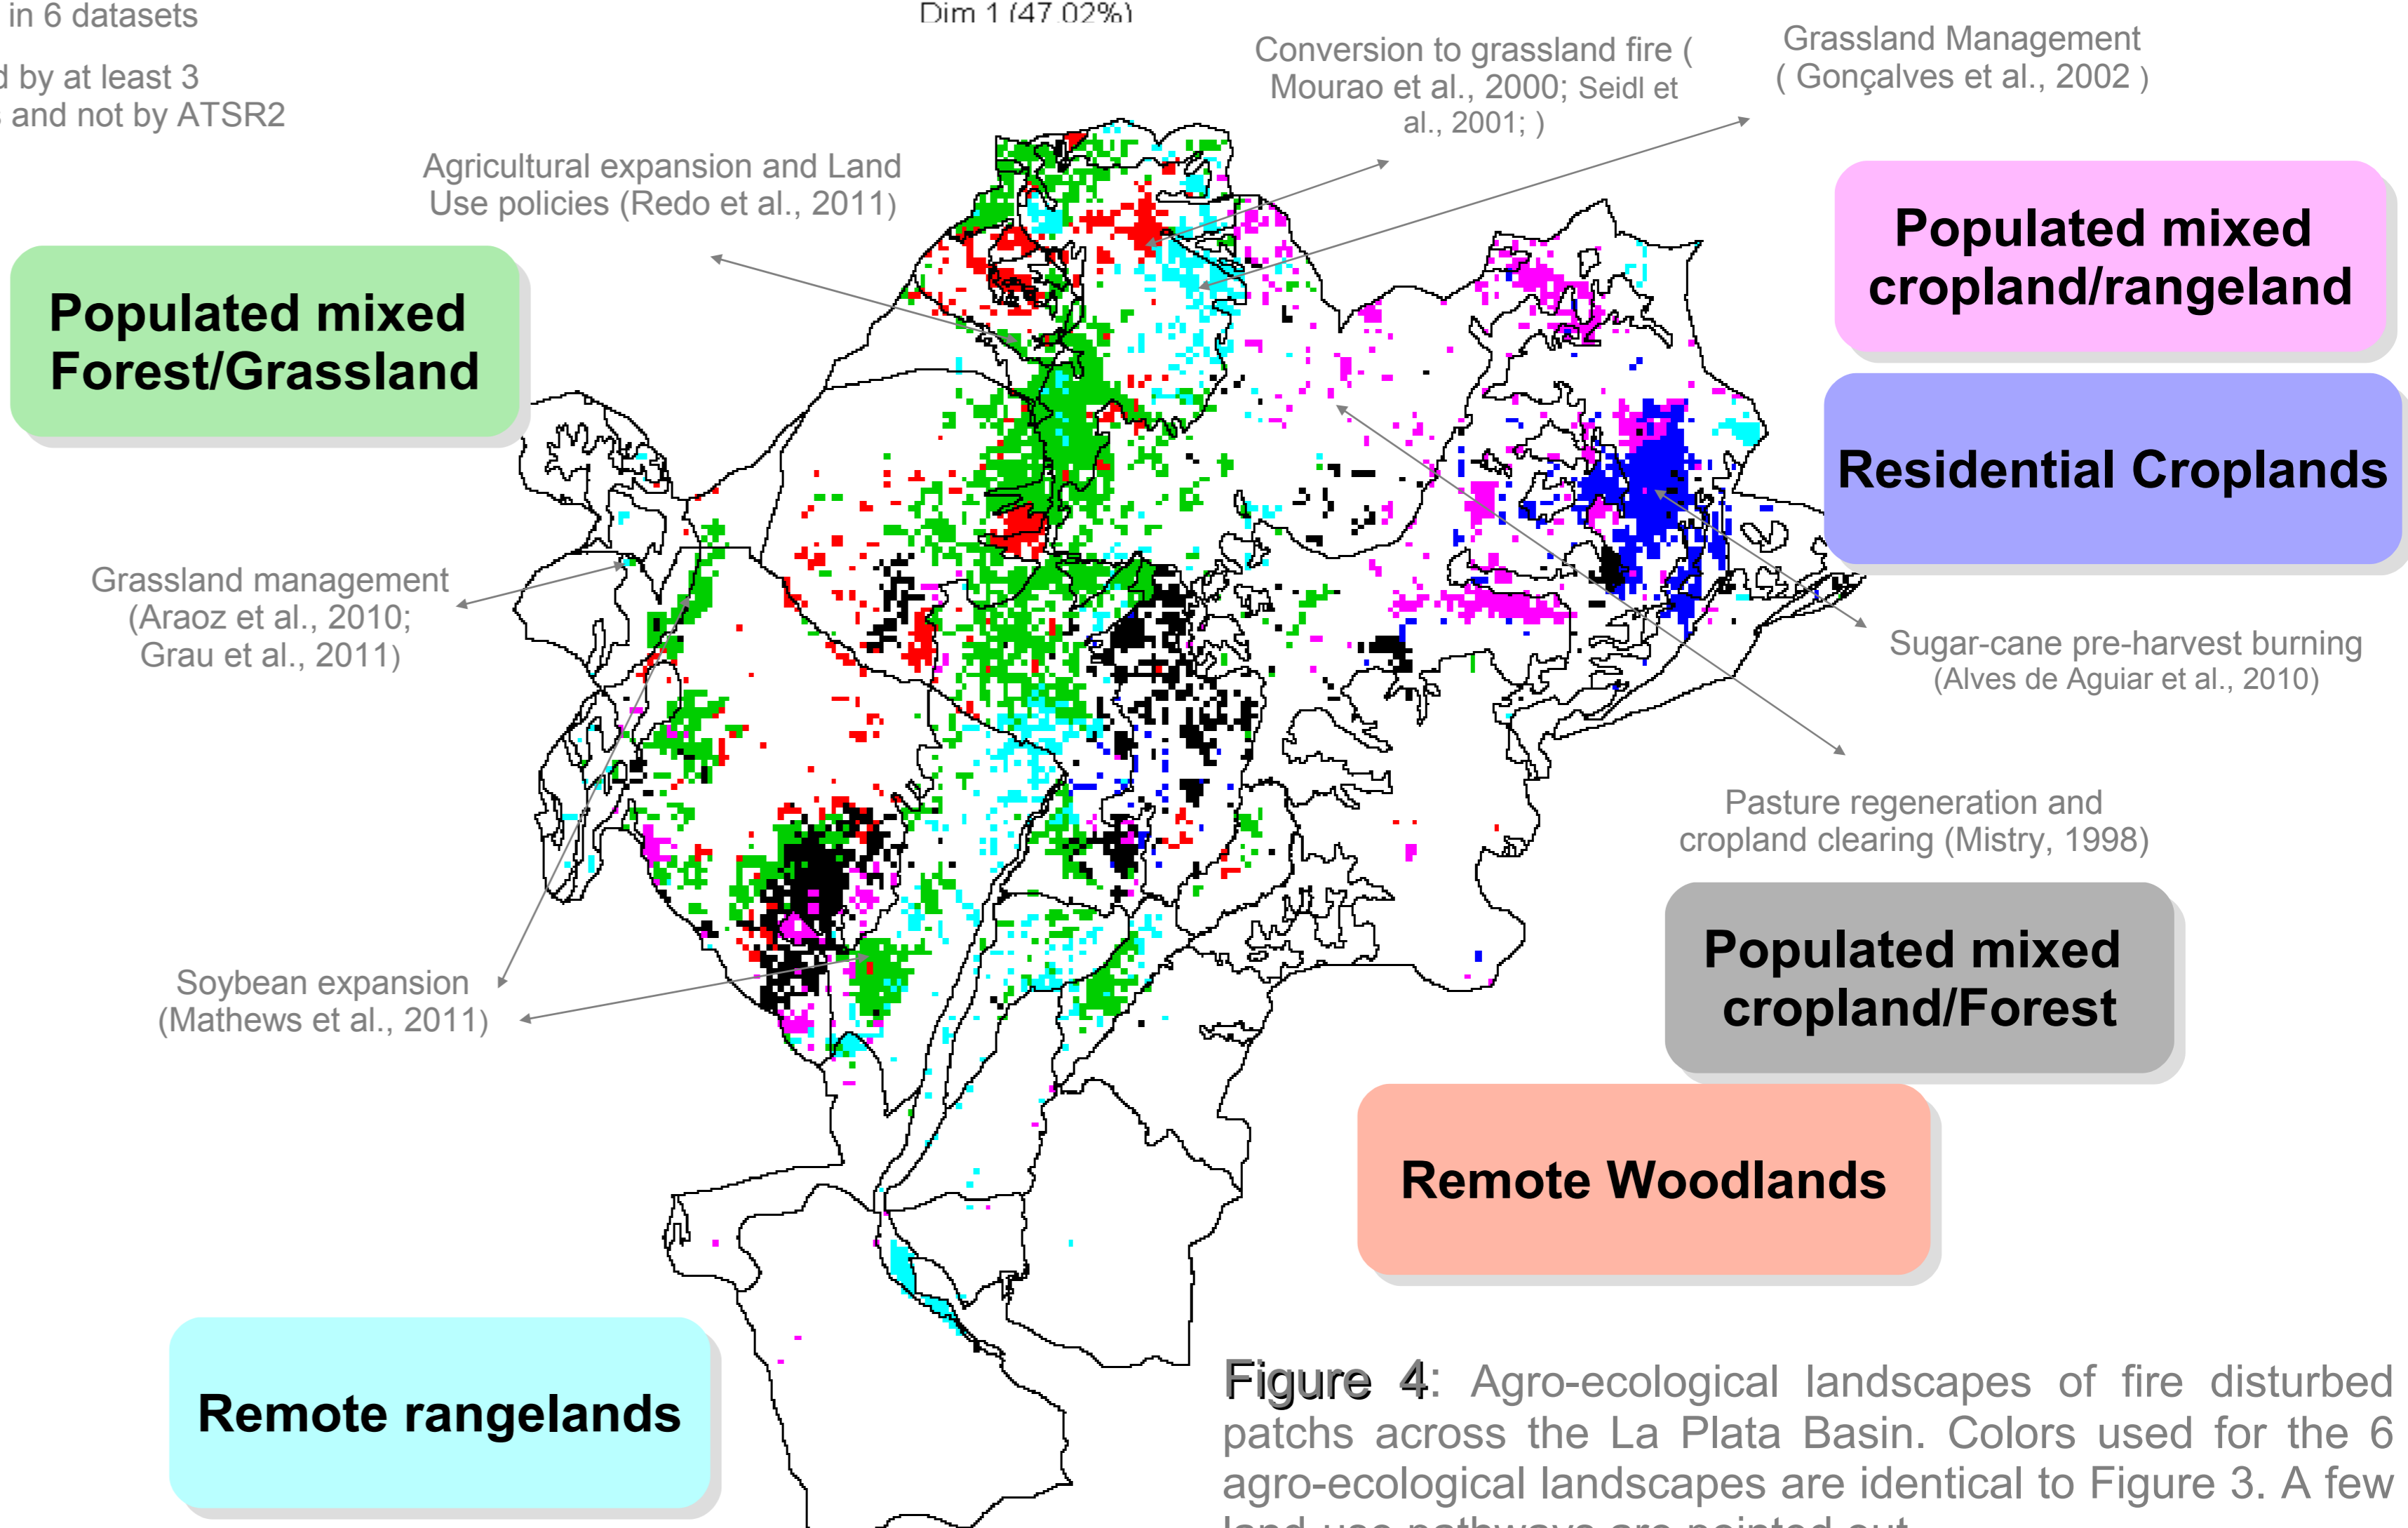 in 6 datasets
by at least 3
and not by ATSR2
Dim 1 (47.02%)
Conversion to grassland fire (
Mourao et al., 2000; Seidl et
al., 2001; )
Grassland Management
( Gonçalves et al., 2002 )
Agricultural expansion and Land
Use policies (Redo et al., 2011)
Populated mixed
cropland/rangeland
Populated mixed
Forest/Grassland
Residential Croplands
Grassland management
(Araoz et al., 2010;
Grau et al., 2011)
Sugar-cane pre-harvest burning
(Alves de Aguiar et al., 2010)
Pasture regeneration and
cropland clearing (Mistry, 1998)
Soybean expansion
(Mathews et al., 2011)
Populated mixed
cropland/Forest
Remote Woodlands
Remote rangelands
Figure 4: Agro-ecological landscapes of fire disturbed
patchs across the La Plata Basin. Colors used for the 6
agro-ecological landscapes are identical to Figure 3. A few
land-use pathways are pointed out